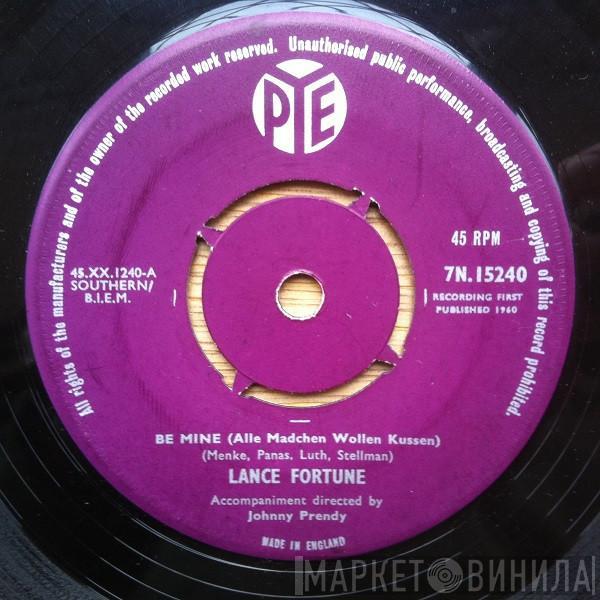 All rights of the manufacturers and of the owner of the recorded work reserved. Unauthorised public performance, broadcasting and copying of this record prohibited.
PYE
45 RPM
45.XX.1240-A
SOUTHERN/
B.I.E.M.
7N.15240
RECORDING FIRST
PUBLISHED 1960
BE MINE (Alle Madchen Wollen Kussen)
(Menke, Panas, Luth, Stellman)
LANCE FORTUNE
Accompaniment directed by
Johnny Prendy
MADE IN ENGLAND
МАРКЕТ ВИНИЛА